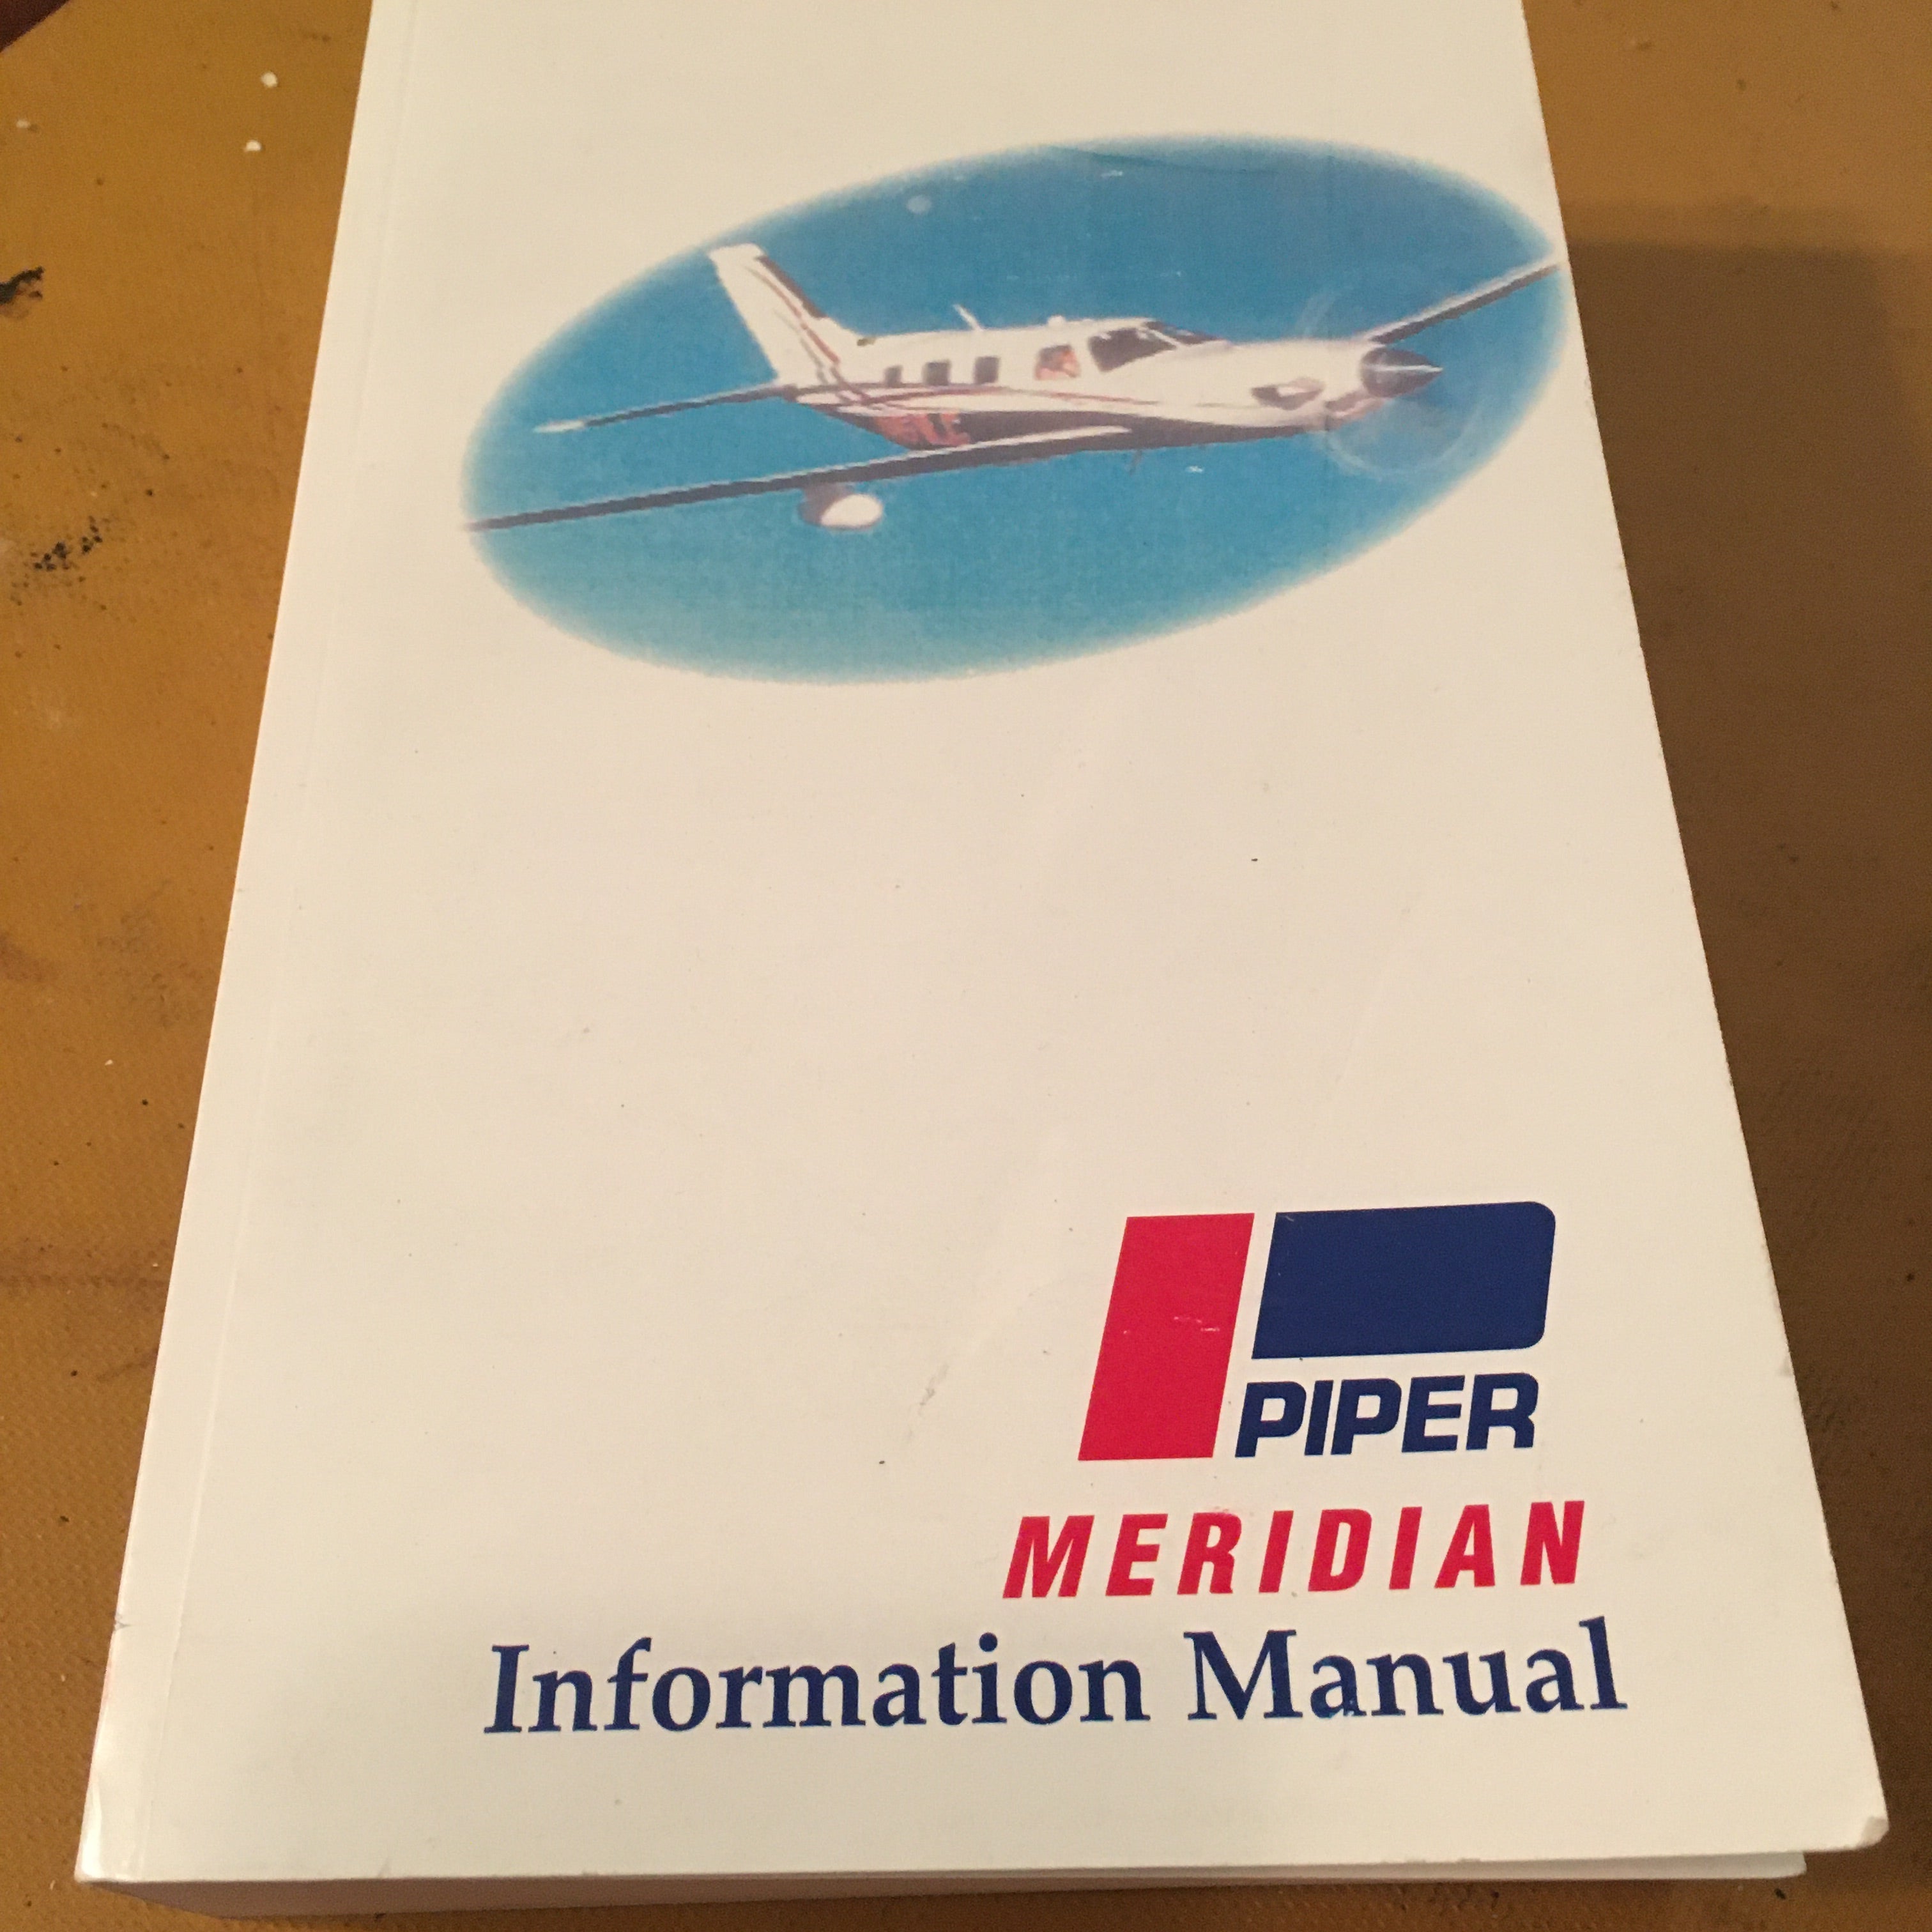 PIPER
MERIDIAN
Information Manual